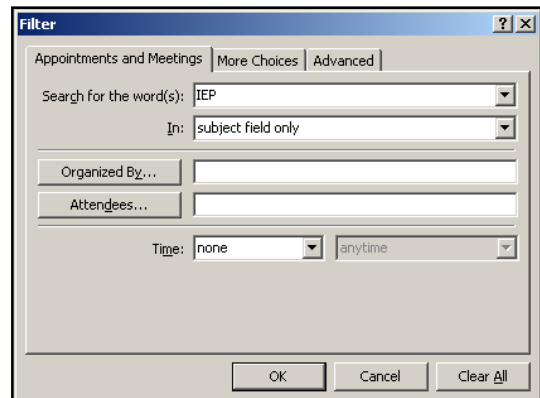 Filter
Appointments and Meetings More Choices Advanced
Search for the word(s): IEP
In: subject field only
Organized By...
Attendees...
Time: none anytime
OK Cancel Clear All